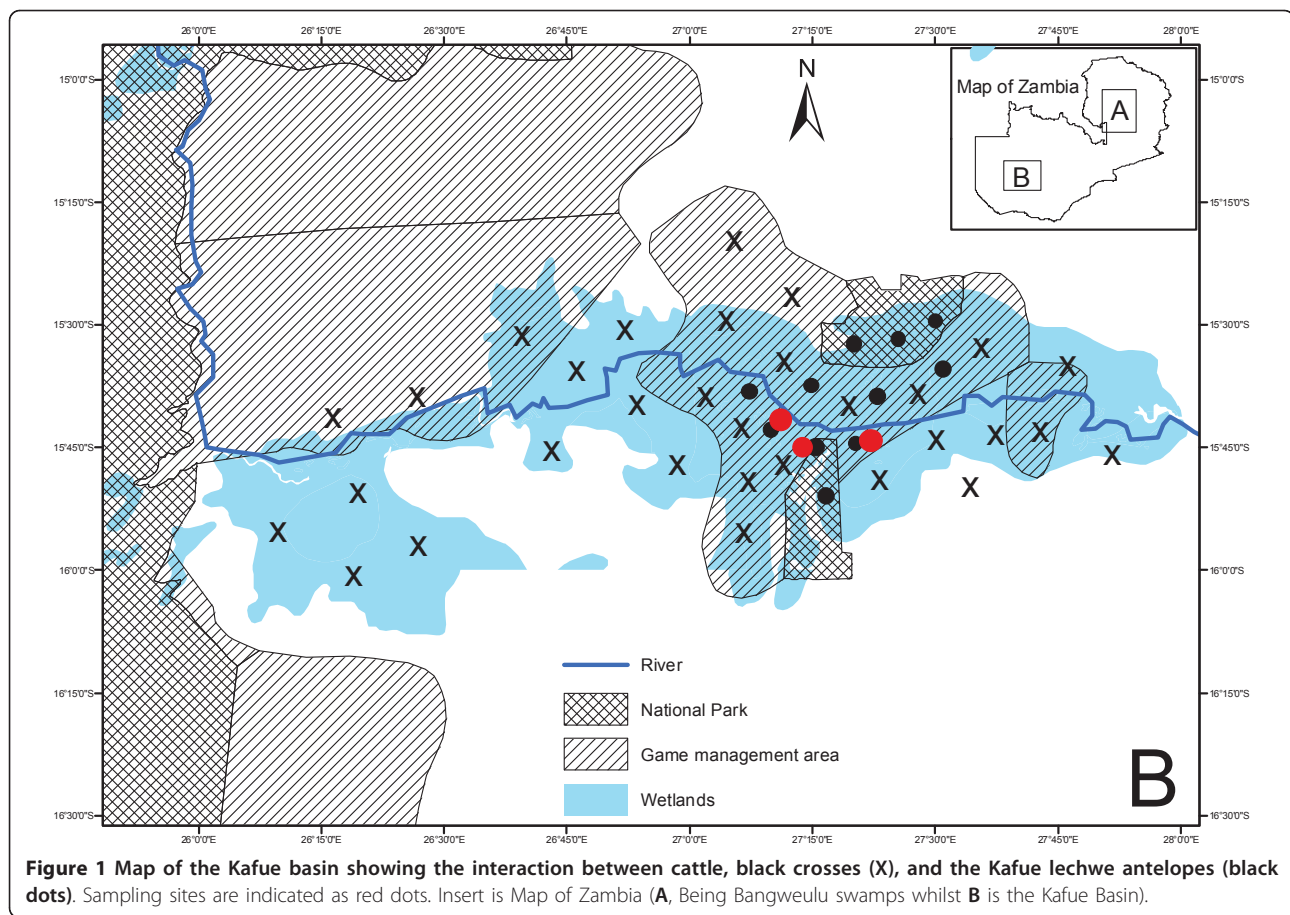 26°0'0"E 26°15'0"E 26°30'0"E 26°45'0"E 27°0'0"E 27°15'0"E 27°30'0"E 27°45'0"E 28°0'0"E
15°0'0"S 15°0'0"S
N
Map of Zambia
A
B
15°15'0"S 15°15'0"S
X
X
15°30'0"S X 15°30'0"S
X X
X X
X X
X X X
X X X X
X X X X
15°45'0"S 15°45'0"S
X X X X
X X X X
X X
X
X
16°0'0"S 16°0'0"S
River
16°15'0"S 16°15'0"S
National Park
Game management area
B
Wetlands
16°30'0"S 16°30'0"S
26°0'0"E 26°15'0"E 26°30'0"E 26°45'0"E 27°0'0"E 27°15'0"E 27°30'0"E 27°45'0"E 28°0'0"E
Figure 1 Map of the Kafue basin showing the interaction between cattle, black crosses (X), and the Kafue lechwe antelopes (black
dots). Sampling sites are indicated as red dots. Insert is Map of Zambia (A, Being Bangweulu swamps whilst B is the Kafue Basin).